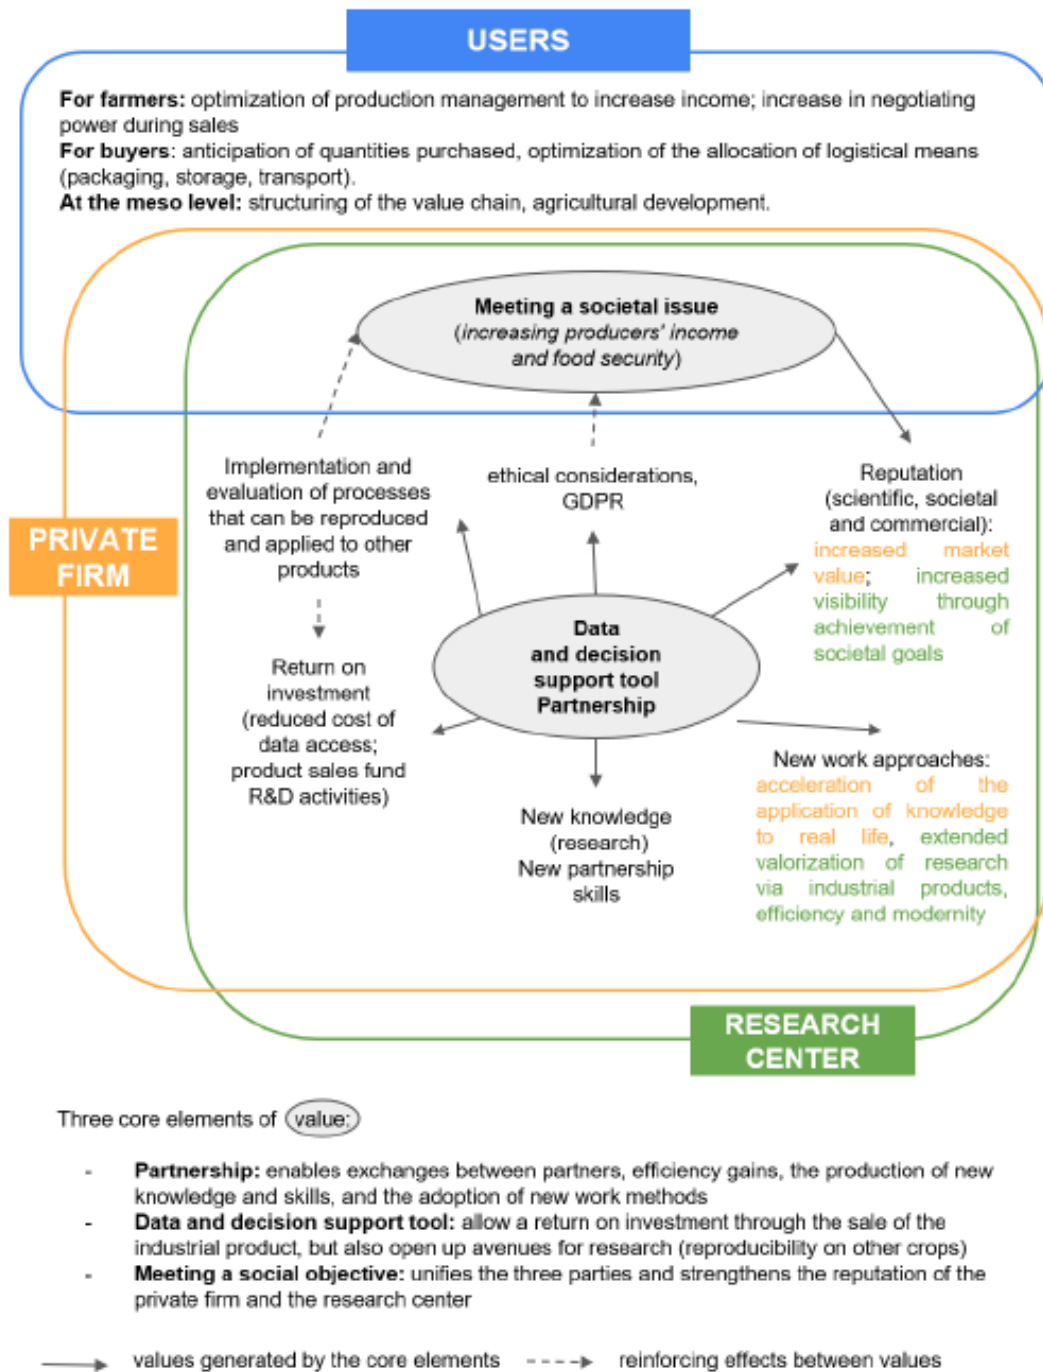 USERS
For farmers: optimization of production management to increase income; increase in negotiating
power during sales
For buyers: anticipation of quantities purchased, optimization of the allocation of logistical means
(packaging, storage, transport).
At the meso level: structuring of the value chain, agricultural development.
Meeting a societal issue
(increasing producers' income
and food security)
Implementation and
evaluation of processes
that can be reproduced
and applied to other
products
ethical considerations,
GDPR
Reputation
(scientific, societal
and commercial):
increased market
value; increased
visibility through
achievement of
societal goals
PRIVATE
FIRM
Data
and decision
support tool
Partnership
Return on
investment
(reduced cost of
data access;
product sales fund
R&D activities)
New knowledge
(research)
New partnership
skills
New work approaches:
acceleration of the
application of knowledge
to real life, extended
valorization of research
via industrial products,
efficiency and modernity
RESEARCH
CENTER
Three core elements of value:
- Partnership: enables exchanges between partners, efficiency gains, the production of new
knowledge and skills, and the adoption of new work methods
- Data and decision support tool: allow a return on investment through the sale of the
industrial product, but also open up avenues for research (reproducibility on other crops)
- Meeting a social objective: unifies the three parties and strengthens the reputation of the
private firm and the research center
values generated by the core elements
reinforcing effects between values